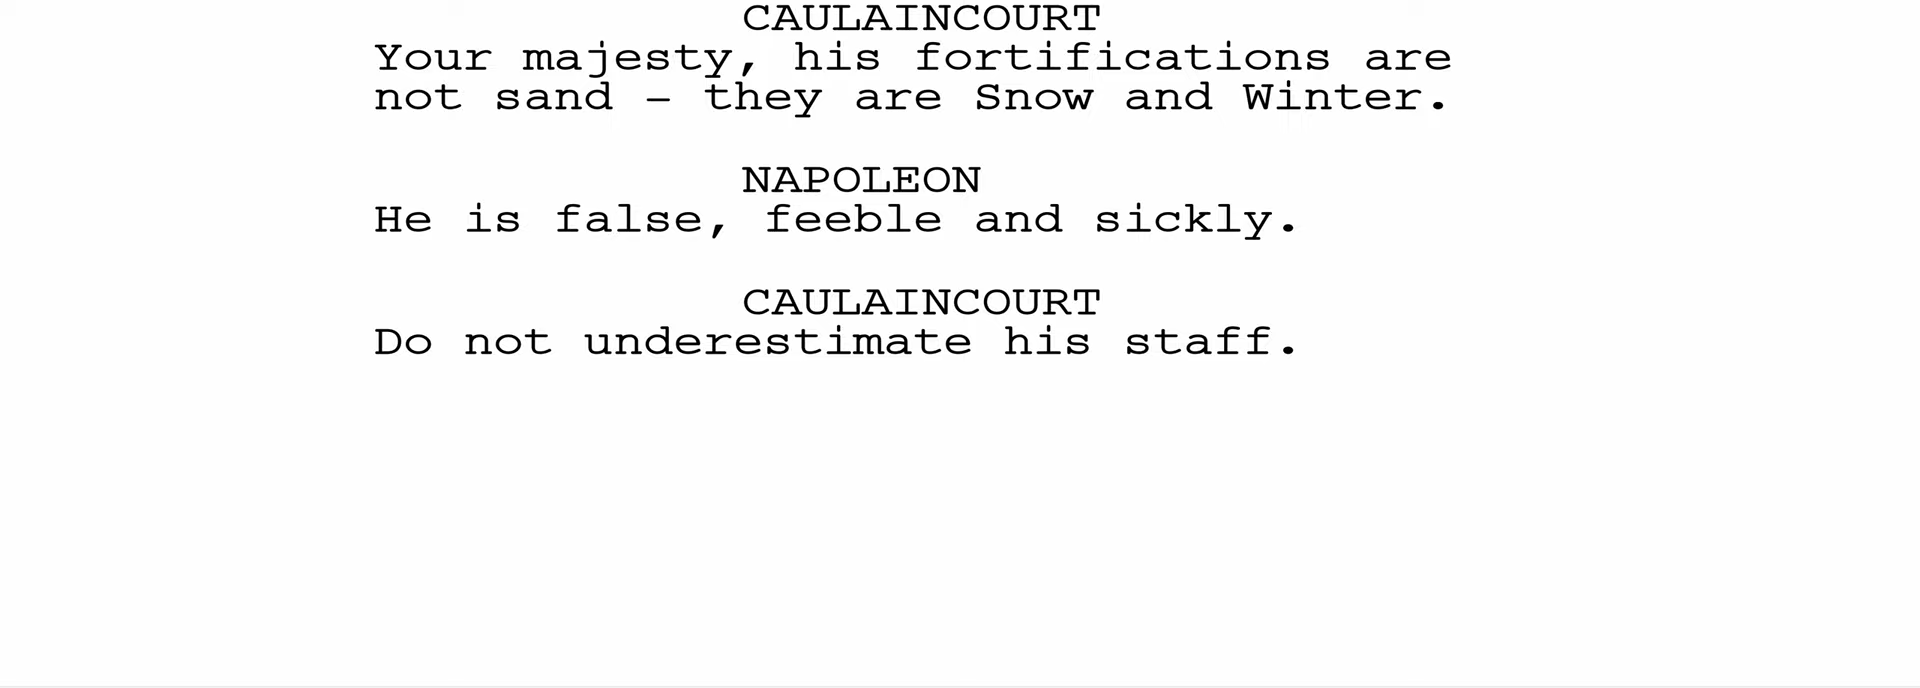 CAULAINCOURT
Your majesty, his fortifications are
not sand – they are Snow and Winter.
NAPOLEON
He is false, feeble and sickly.
CAULAINCOURT
Do not underestimate his staff.